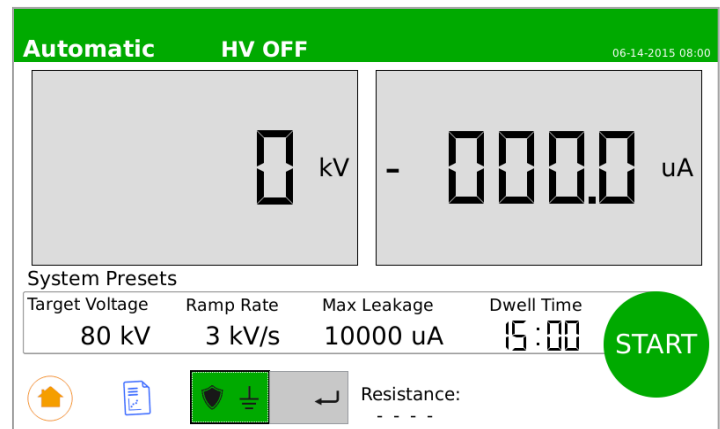 Automatic HV OFF 06-14-2015 08:00
0 kV - 000.0 uA
System Presets
Target Voltage Ramp Rate Max Leakage Dwell Time
80 kV 3 kV/s 10000 uA 15:00 START
Resistance:
- - - -